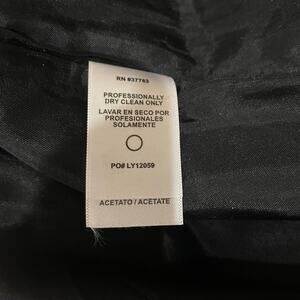 RN #37763
PROFESSIONALLY
DRY CLEAN ONLY
LAVAR EN SECO POR
PROFESIONALES
SOLAMENTE
PO# LY12059
ACETATO / ACETATE